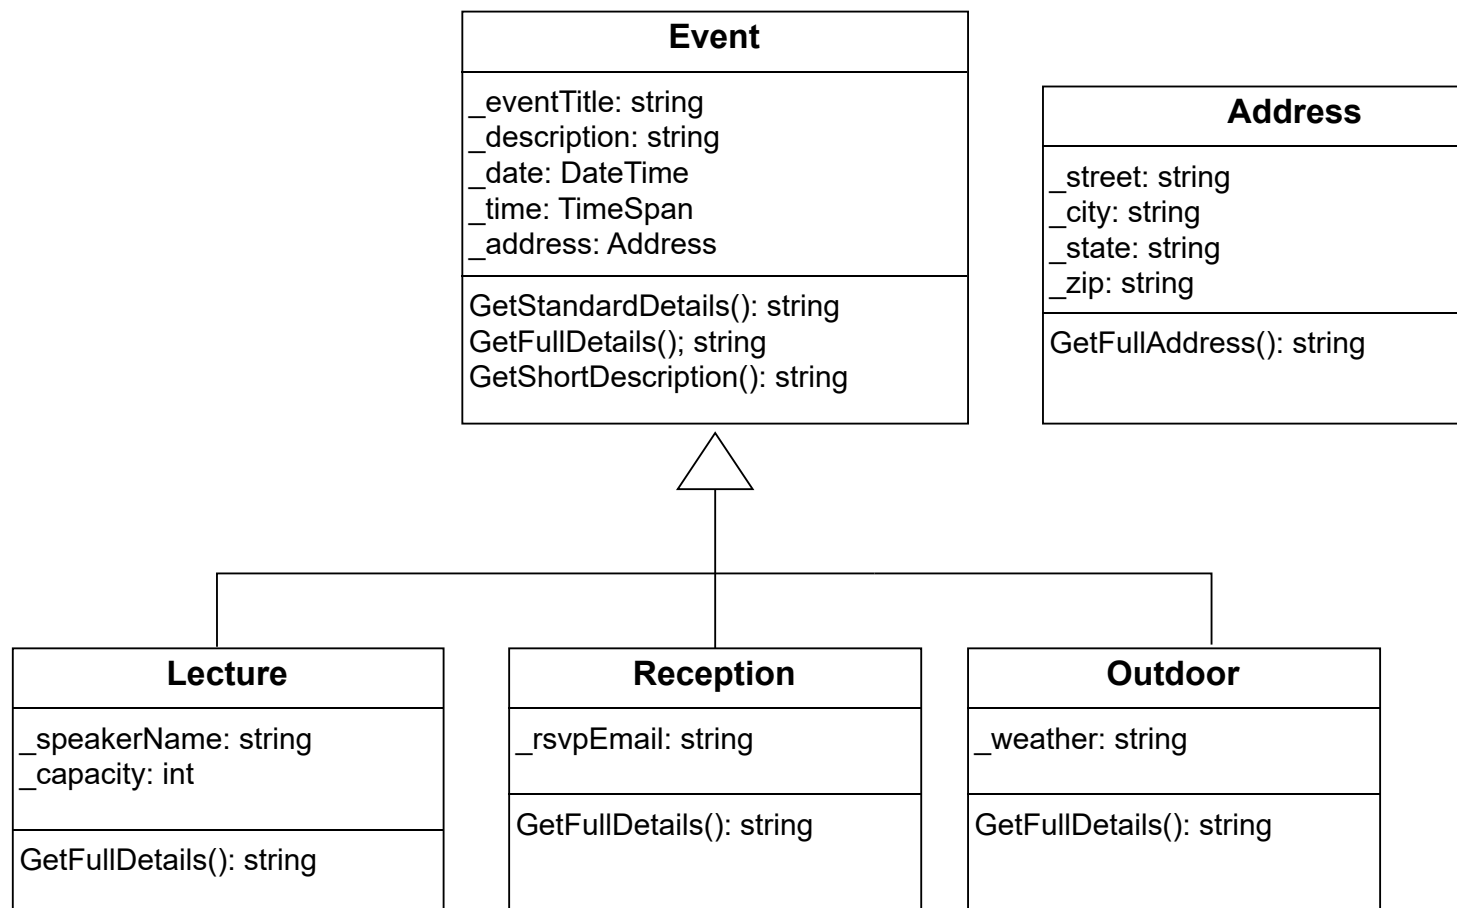 Event
_eventTitle: string
_description: string
_date: DateTime
_time: TimeSpan
_address: Address
GetStandardDetails(): string
GetFullDetails(); string
GetShortDescription(): string
Address
_street: string
_city: string
_state: string
_zip: string
GetFullAddress(): string
Lecture
_speakerName: string
_capacity: int
GetFullDetails(): string
Reception
_rsvpEmail: string
GetFullDetails(): string
Outdoor
_weather: string
GetFullDetails(): string